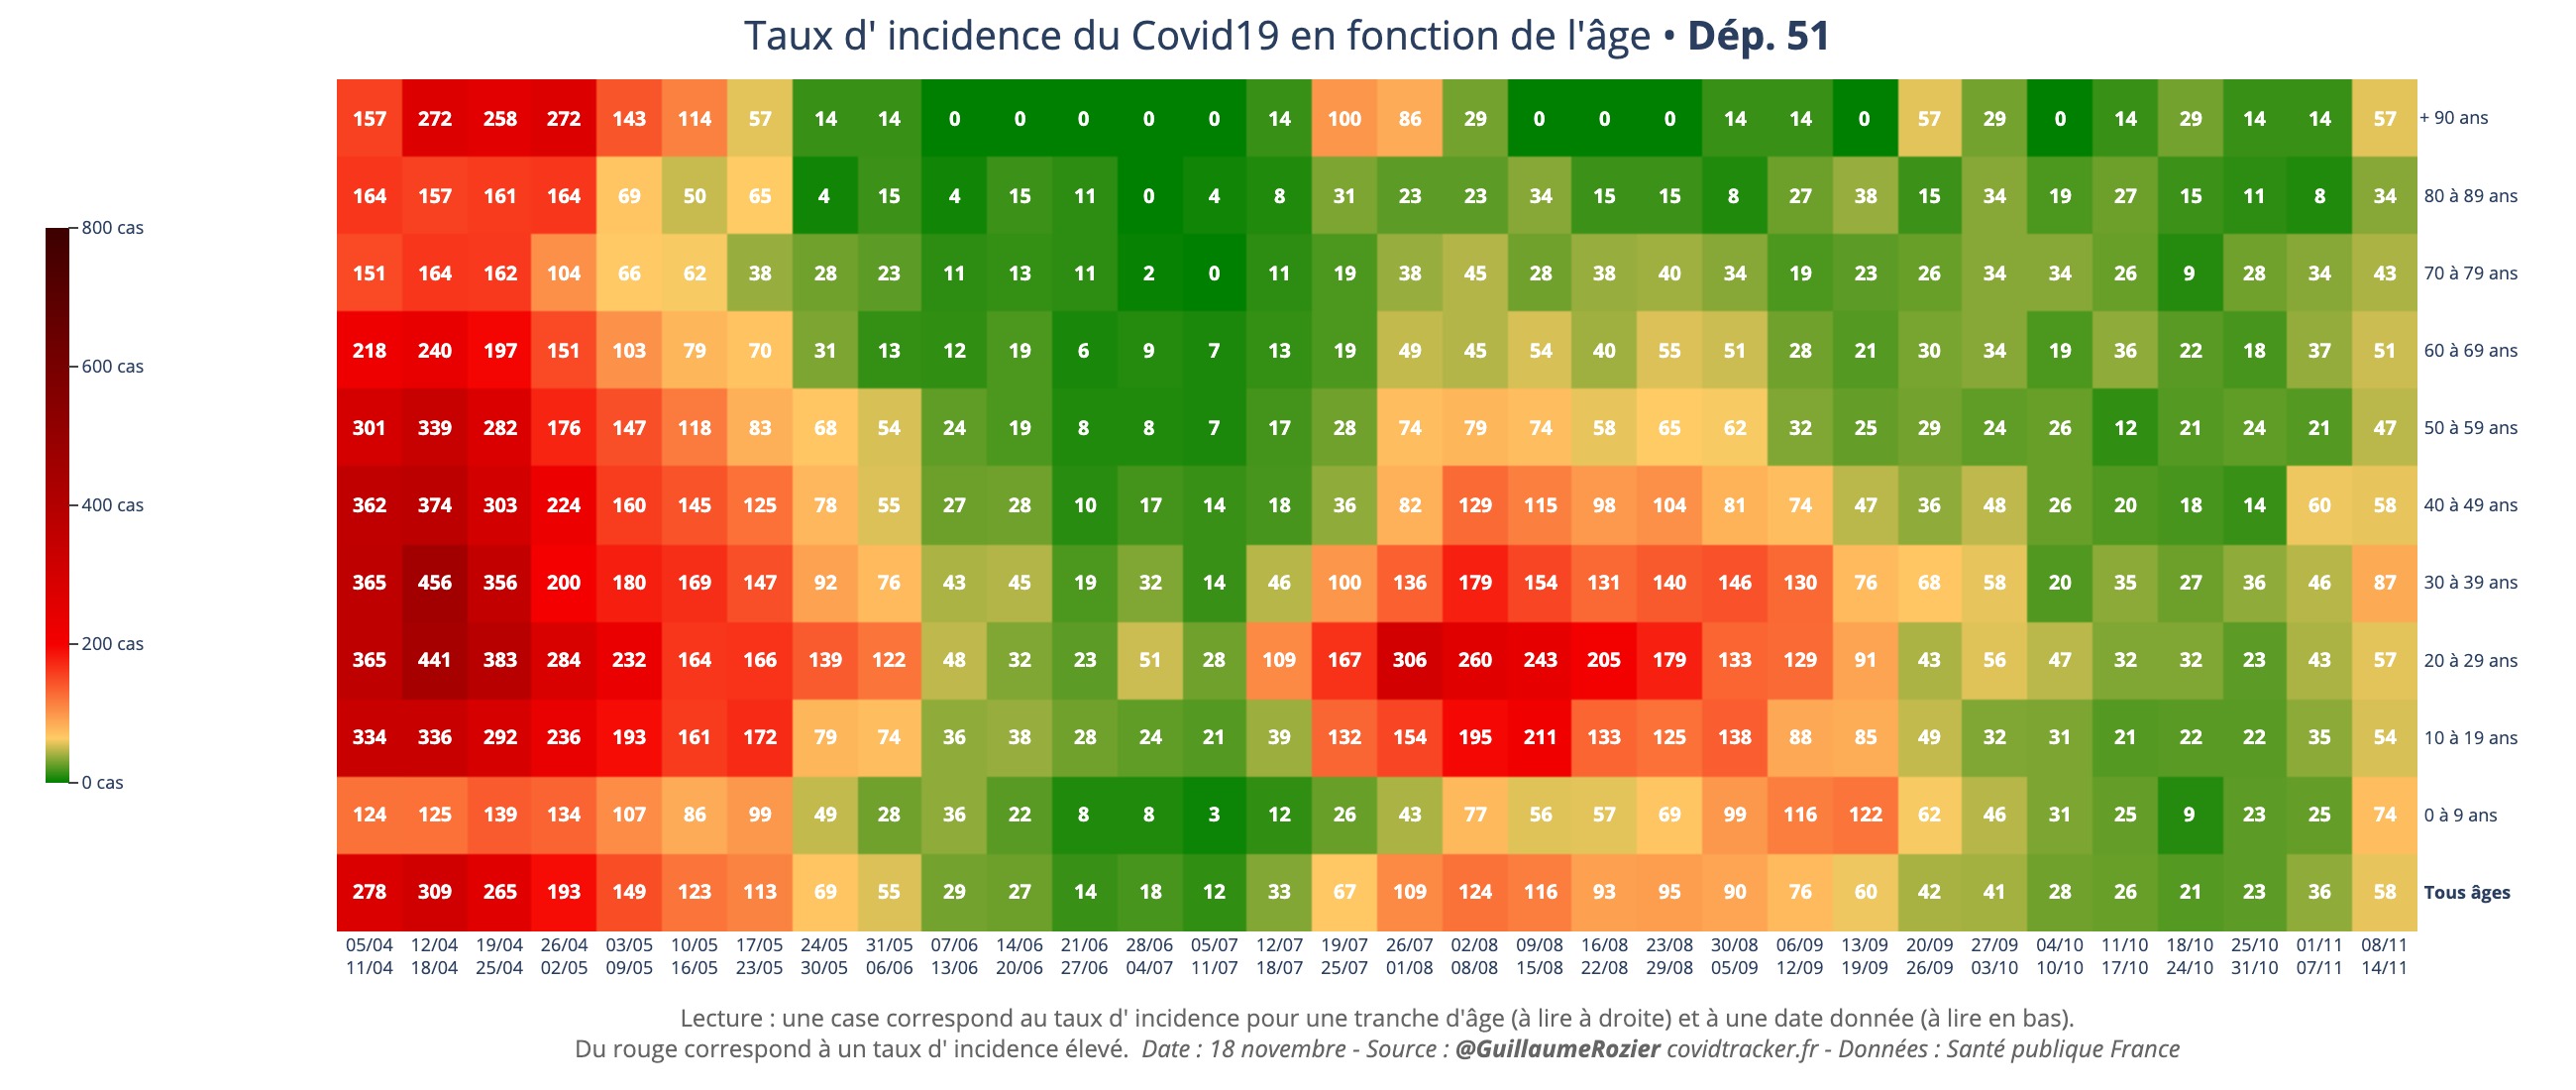 Taux d' incidence du Covid19 en fonction de l'âge • Dép. 51
800 cas
600 cas
400 cas
200 cas
0 cas
157 272 258 272 143 114 57 14 14 0 0 0 0 0 14 100 86 29 0 0 0 14 14 0 57 29 0 14 29 14 14 57 + 90 ans
164 157 161 164 69 50 65 4 15 4 15 11 0 4 8 31 23 23 34 15 15 8 27 38 15 34 19 27 15 11 8 34 80 à 89 ans
151 164 162 104 66 62 38 28 23 11 13 11 2 0 11 19 38 45 28 38 40 34 19 23 26 34 34 26 9 28 34 43 70 à 79 ans
218 240 197 151 103 79 70 31 13 12 19 6 9 7 13 19 49 45 54 40 55 51 28 21 30 34 19 36 22 18 37 51 60 à 69 ans
301 339 282 176 147 118 83 68 54 24 19 8 8 7 17 28 74 79 74 58 65 62 32 25 29 24 26 12 21 24 21 47 50 à 59 ans
362 374 303 224 160 145 125 78 55 27 28 10 17 14 18 36 82 129 115 98 104 81 74 47 36 48 26 20 18 14 60 58 40 à 49 ans
365 456 356 200 180 169 147 92 76 43 45 19 32 14 46 100 136 179 154 131 140 146 130 76 68 58 20 35 27 36 46 87 30 à 39 ans
365 441 383 284 232 164 166 139 122 48 32 23 51 28 109 167 306 260 243 205 179 133 129 91 43 56 47 32 32 23 43 57 20 à 29 ans
334 336 292 236 193 161 172 79 74 36 38 28 24 21 39 132 154 195 211 133 125 138 88 85 49 32 31 21 22 22 35 54 10 à 19 ans
124 125 139 134 107 86 99 49 28 36 22 8 8 3 12 26 43 77 56 57 69 99 116 122 62 46 31 25 9 23 25 74 0 à 9 ans
278 309 265 193 149 123 113 69 55 29 27 14 18 12 33 67 109 124 116 93 95 90 76 60 42 41 28 26 21 23 36 58 Tous âges
05/04 12/04 19/04 26/04 03/05 10/05 17/05 24/05 31/05 07/06 14/06 21/06 28/06 05/07 12/07 19/07 26/07 02/08 09/08 16/08 23/08 30/08 06/09 13/09 20/09 27/09 04/10 11/10 18/10 25/10 01/11 08/11
11/04 18/04 25/04 02/05 09/05 16/05 23/05 30/05 06/06 13/06 20/06 27/06 04/07 11/07 18/07 25/07 01/08 08/08 15/08 22/08 29/08 05/09 12/09 19/09 26/09 03/10 10/10 17/10 24/10 31/10 07/11 14/11
Lecture : une case correspond au taux d' incidence pour une tranche d'âge (à lire à droite) et à une date donnée (à lire en bas).
Du rouge correspond à un taux d' incidence élevé. Date : 18 novembre - Source : @GuillaumeRozier covidtracker.fr - Données : Santé publique France